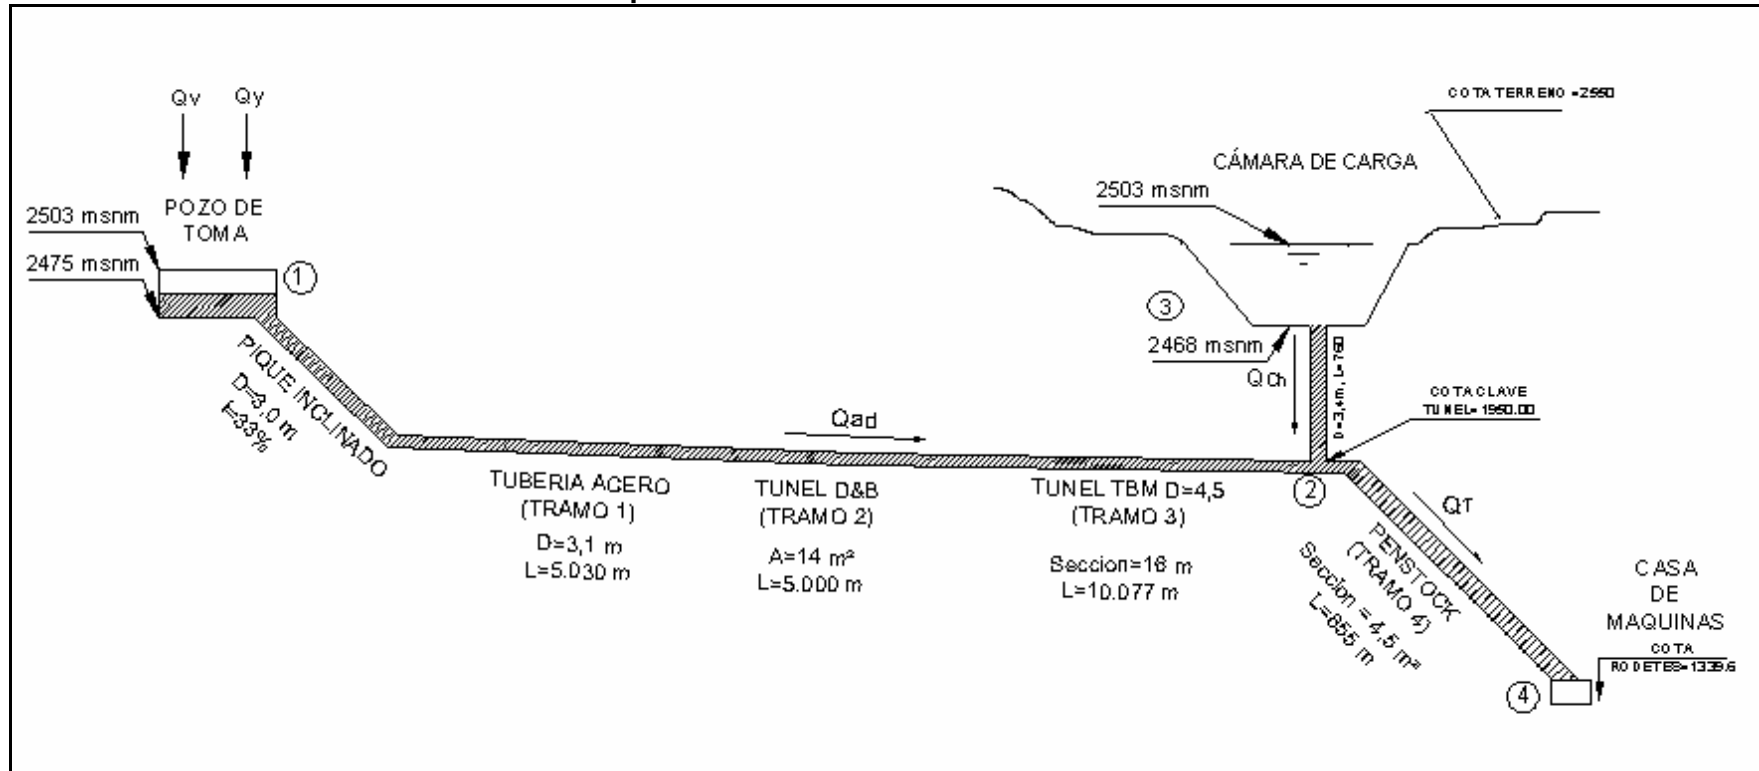 Qv Qy
POZO DE
TOMA
2503 msnm
2475 msnm
1
PIQUE INCLINADO
D=3,0 m
i=33%
TUBERIA ACERO
(TRAMO 1)
D=3,1 m
L=5.030 m
Qad
TUNEL D&B
(TRAMO 2)
A=14 m²
L=5.000 m
TUNEL TBM D=4,5
(TRAMO 3)
Seccion=16 m
L=10.077 m
COTA TERRENO =2550
CÁMARA DE CARGA
2503 msnm
3
2468 msnm
Qch
COTA CLAVE
TUNEL= 1950.00
2
QT
PENSTOCK
(TRAMO 4)
Seccion = 4,5 m²
CASA
DE
MAQUINAS
COTA
RODETES=1339.6
4